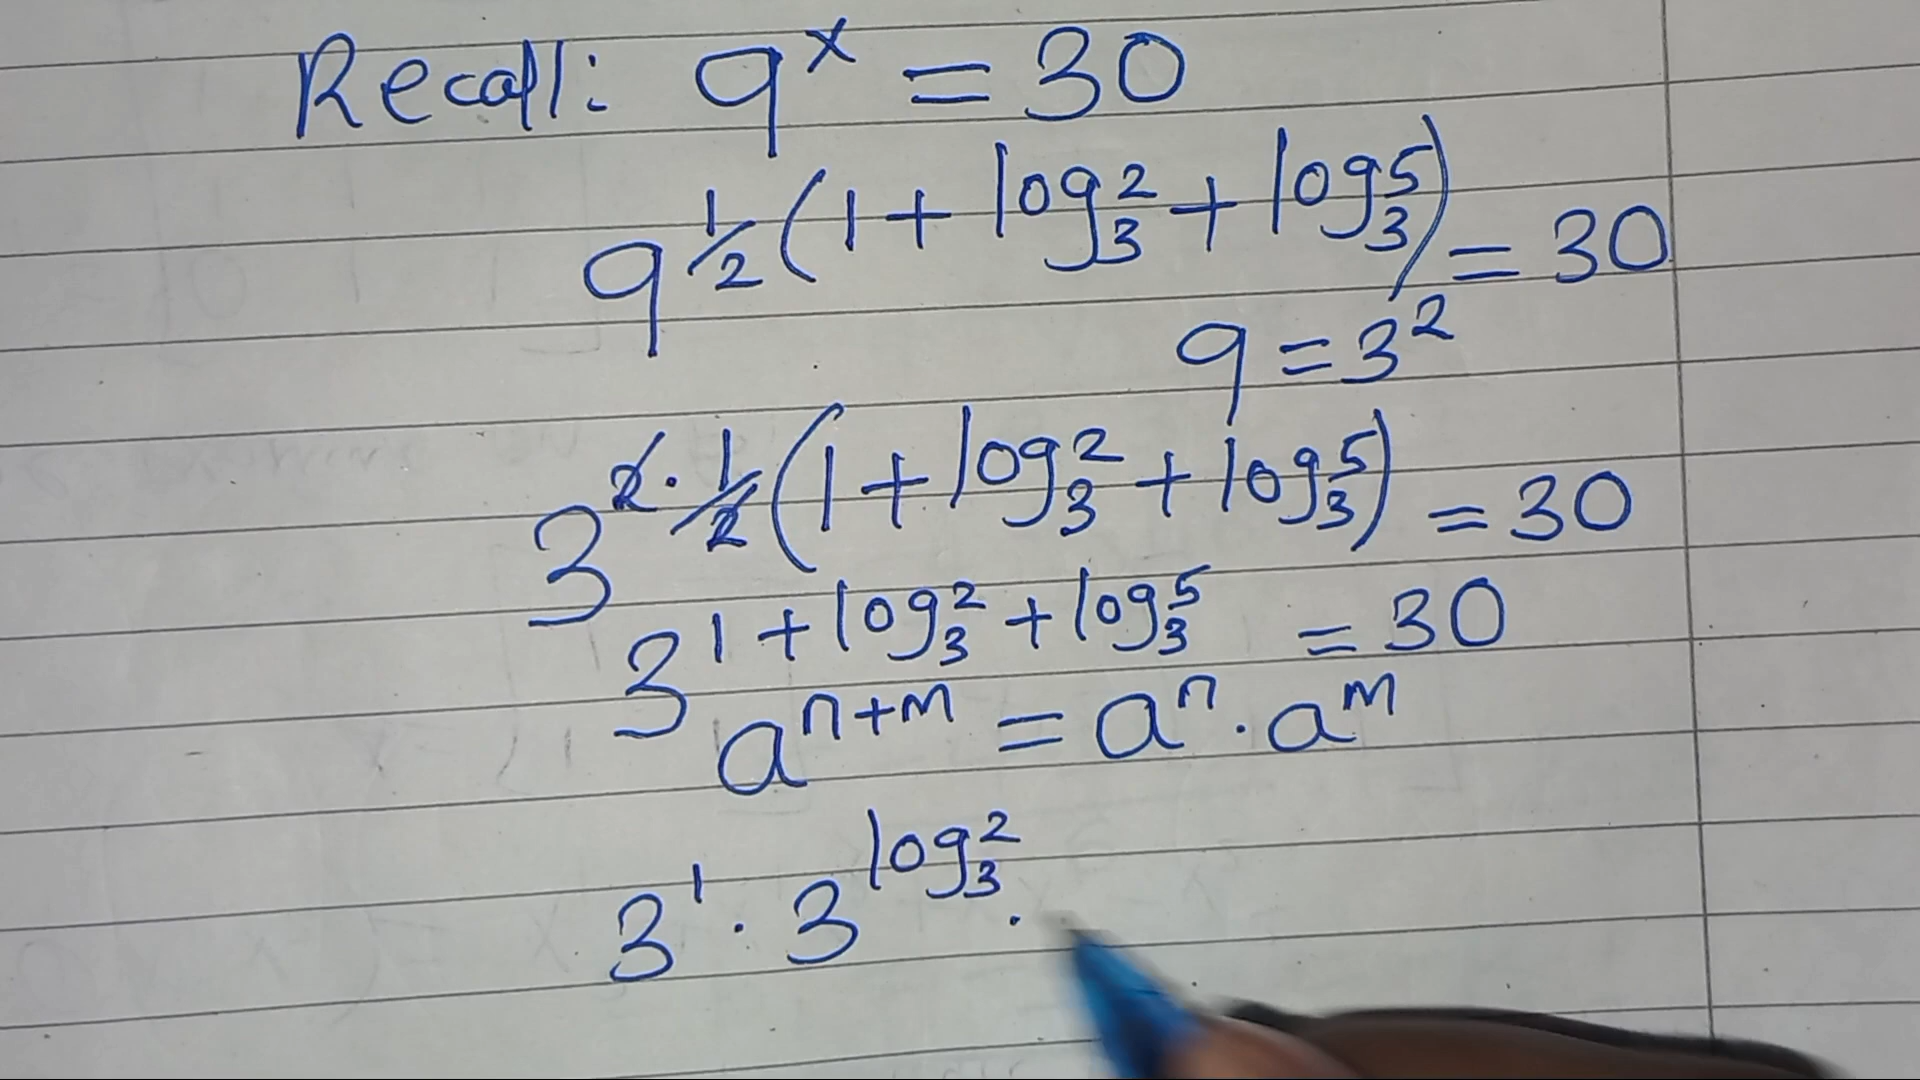 Recall: 9^x = 30
9^{1/2(1 + log_3^2 + log_3^5)} = 30
9 = 3^2
3^{2·1/2(1 + log_3^2 + log_3^5)} = 30
3^{1 + log_3^2 + log_3^5} = 30
a^{n+m} = a^n · a^m
3^1 · 3^{log_3^2} ·